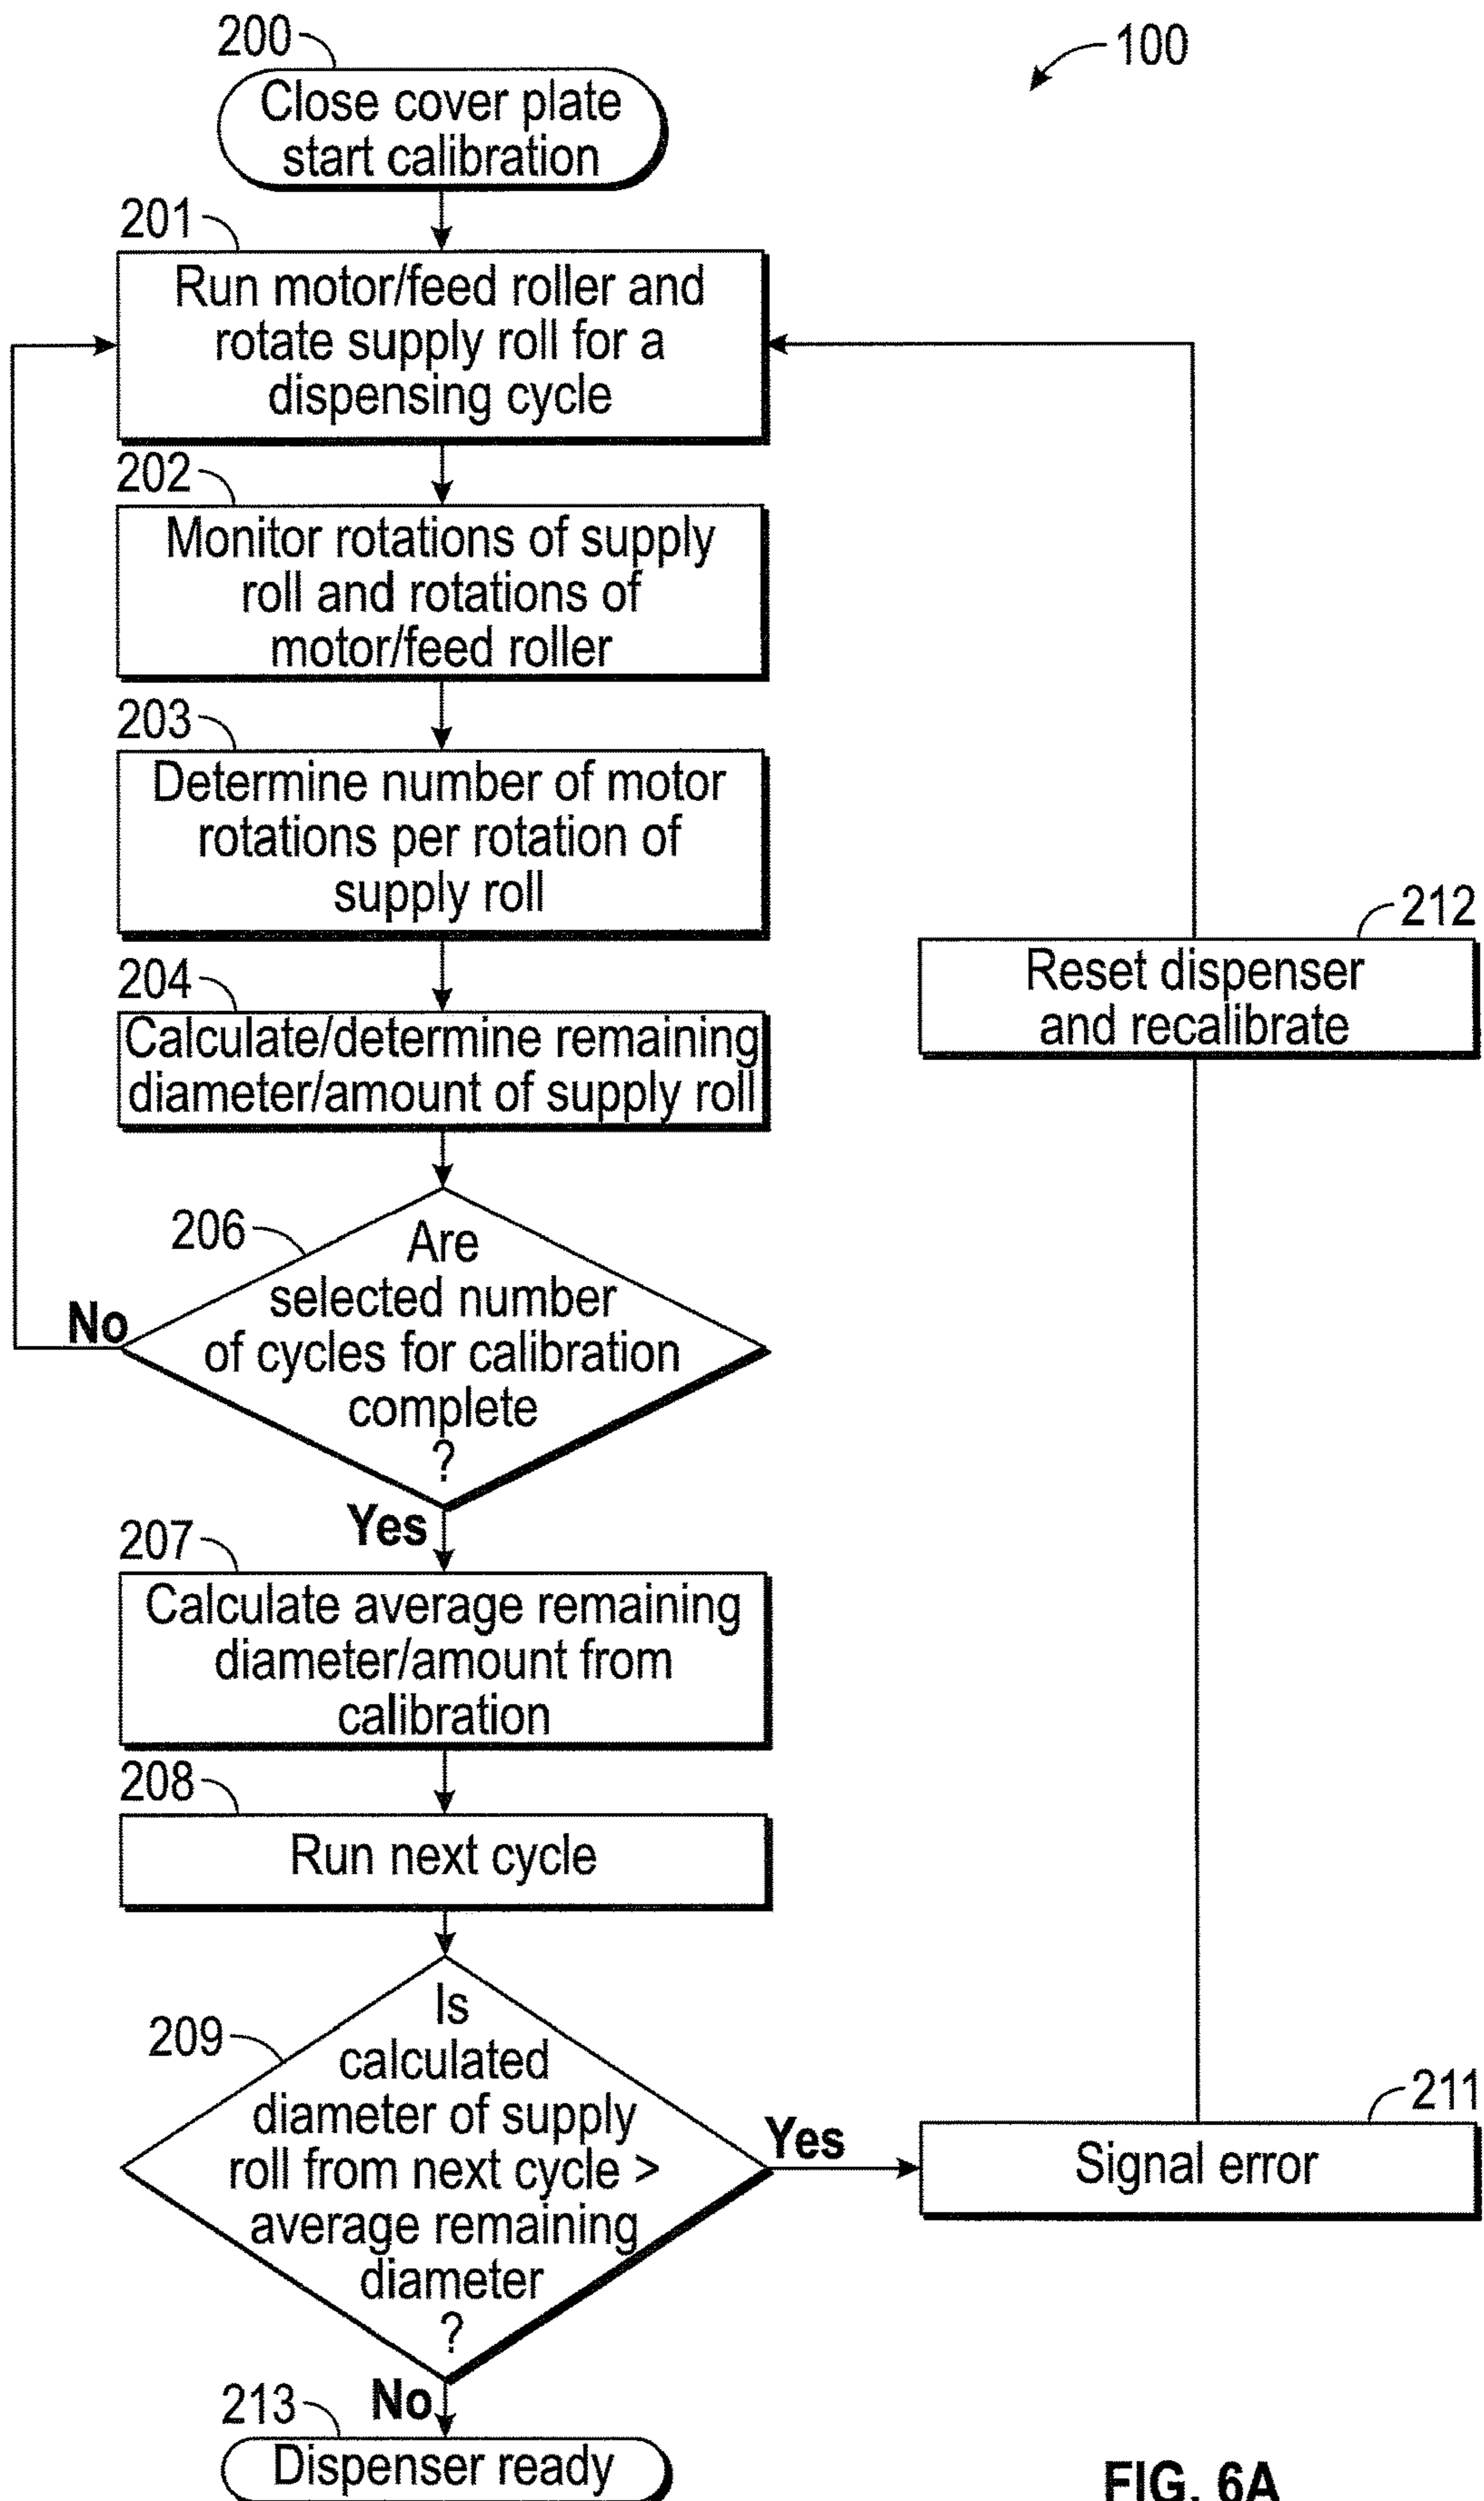 200
100
Close cover plate
start calibration
201
Run motor/feed roller and
rotate supply roll for a
dispensing cycle
202
Monitor rotations of supply
roll and rotations of
motor/feed roller
203
Determine number of motor
rotations per rotation of
supply roll
212
Reset dispenser
and recalibrate
204
Calculate/determine remaining
diameter/amount of supply roll
206
Are
selected number
of cycles for calibration
complete
?
No
Yes
207
Calculate average remaining
diameter/amount from
calibration
208
Run next cycle
209
Is
calculated
diameter of supply
roll from next cycle >
average remaining
diameter
?
Yes
211
Signal error
No
213
Dispenser ready
FIG. 6A